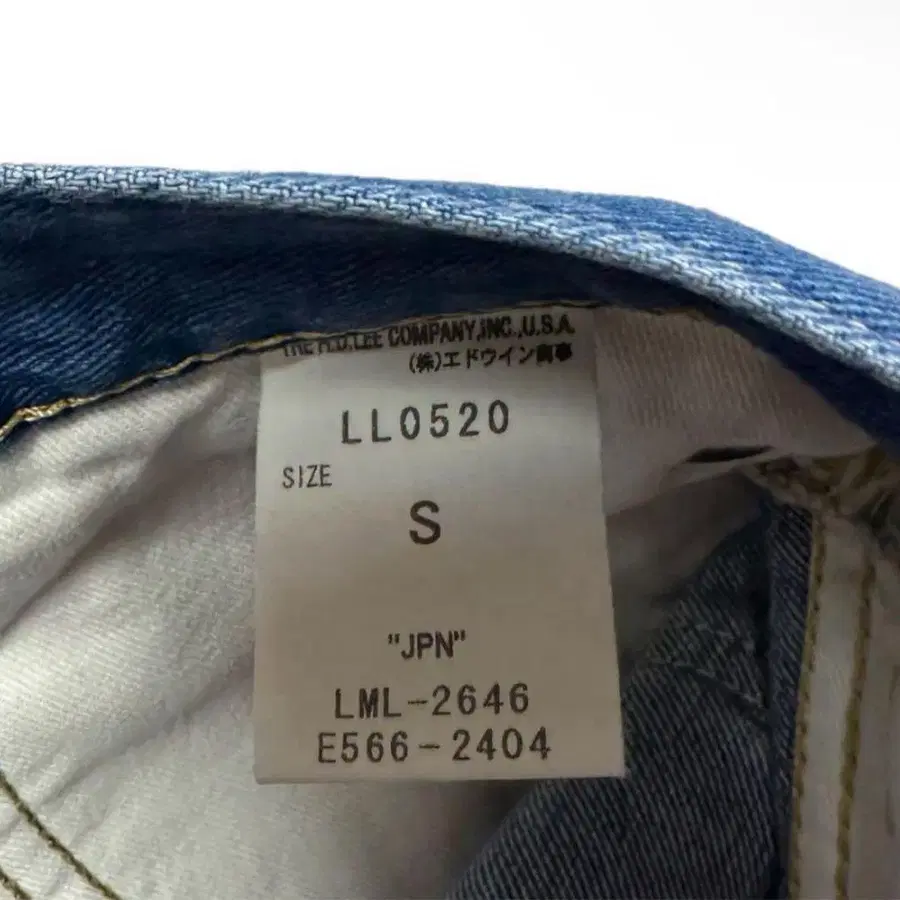 THE H.D.LEE COMPANY,INC.,U.S.A.
(株)エドウイン商事
LL0520
SIZE
S
"JPN"
LML-2646
E566-2404